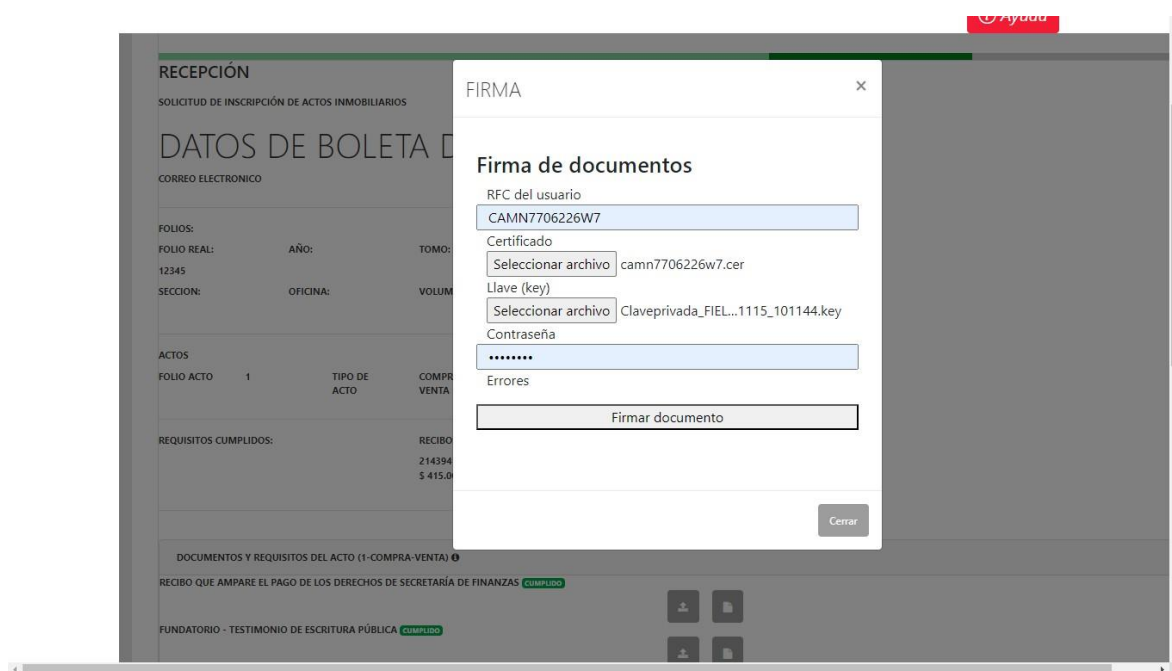 Ayuda
RECEPCIÓN
SOLICITUD DE INSCRIPCIÓN DE ACTOS INMOBILIARIOS
DATOS DE BOLETA D
CORREO ELECTRONICO
FOLIOS:
FOLIO REAL: AÑO: TOMO:
12345
SECCION: OFICINA: VOLUM
ACTOS
FOLIO ACTO 1 TIPO DE ACTO COMPR
VENTA
REQUISITOS CUMPLIDOS: RECIBO
214394
$ 415.0
FIRMA ×
Firma de documentos
RFC del usuario
CAMN7706226W7
Certificado
Seleccionar archivo camn7706226w7.cer
Llave (key)
Seleccionar archivo Claveprivada_FIEL...1115_101144.key
Contraseña
••••••••
Errores
Firmar documento
Cerrar
DOCUMENTOS Y REQUISITOS DEL ACTO (1-COMPRA-VENTA)
RECIBO QUE AMPARE EL PAGO DE LOS DERECHOS DE SECRETARÍA DE FINANZAS CUMPLIDO
FUNDATORIO - TESTIMONIO DE ESCRITURA PÚBLICA CUMPLIDO